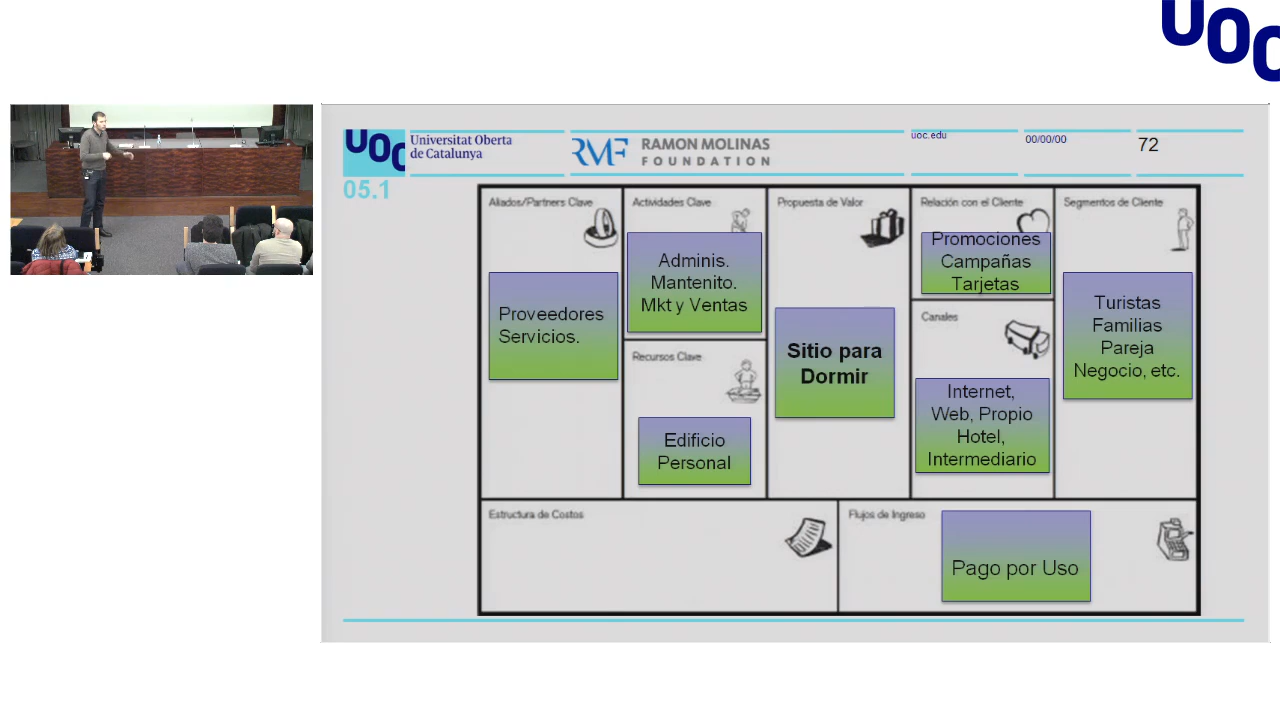 UOC
UOC
Universitat Oberta
de Catalunya
RMF
RAMON MOLINAS
FOUNDATION
uoc.edu
00/00/00
72
05.1
Aliados/Partners Clave
Proveedores
Servicios.
Actividades Clave
Adminis.
Mantenito.
Mkt y Ventas
Recursos Clave
Edificio
Personal
Propuesta de Valor
Sitio para
Dormir
Relación con el Cliente
Promociones
Campañas
Tarjetas
Canales
Internet,
Web, Propio
Hotel,
Intermediario
Segmentos de Cliente
Turistas
Familias
Pareja
Negocio, etc.
Estructura de Costos
Flujos de Ingreso
Pago por Uso